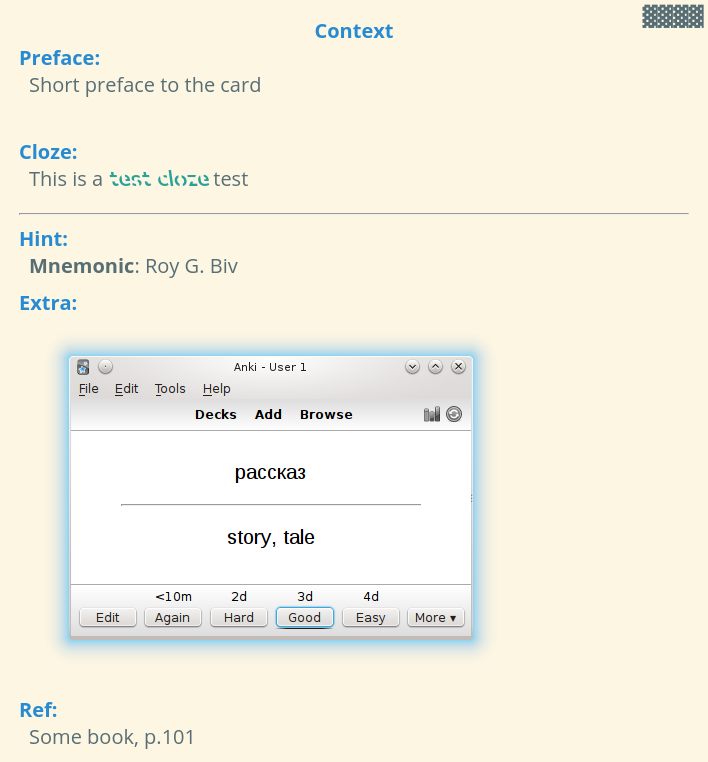 Context
Preface:
Short preface to the card
Cloze:
This is a test cloze test
Hint:
Mnemonic: Roy G. Biv
Extra:
Anki - User 1
File Edit Tools Help
Decks Add Browse
рассказ
story, tale
<10m 2d 3d 4d
Edit Again Hard Good Easy More ▾
Ref:
Some book, p.101